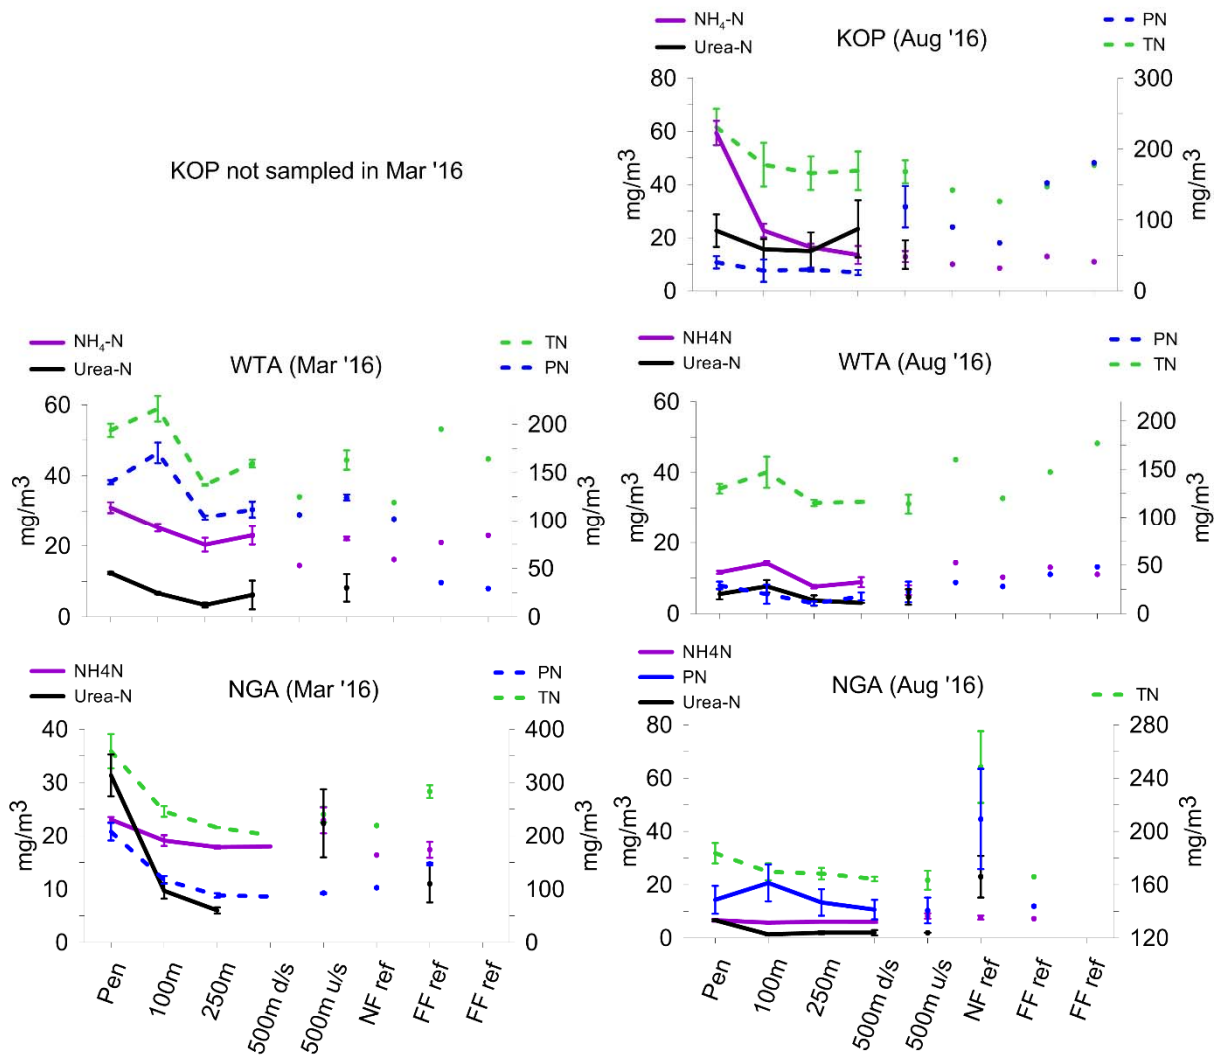 NH₄-N
Urea-N
KOP (Aug '16)
PN
TN
80
60
40
20
0
mg/m3
300
200
100
0
mg/m3
KOP not sampled in Mar '16
NH₄-N
Urea-N
WTA (Mar '16)
TN
PN
60
40
20
0
mg/m3
200
150
100
50
0
mg/m3
NH4N
Urea-N
WTA (Aug '16)
PN
TN
60
40
20
0
mg/m3
200
150
100
50
0
mg/m3
NH4N
Urea-N
NGA (Mar '16)
PN
TN
40
30
20
10
0
mg/m3
400
300
200
100
0
mg/m3
Pen
100m
250m
500m d/s
500m u/s
NF ref
FF ref
FF ref
NH4N
PN
Urea-N
NGA (Aug '16)
TN
80
60
40
20
0
mg/m3
280
240
200
160
120
mg/m3
Pen
100m
250m
500m d/s
500m u/s
NF ref
FF ref
FF ref